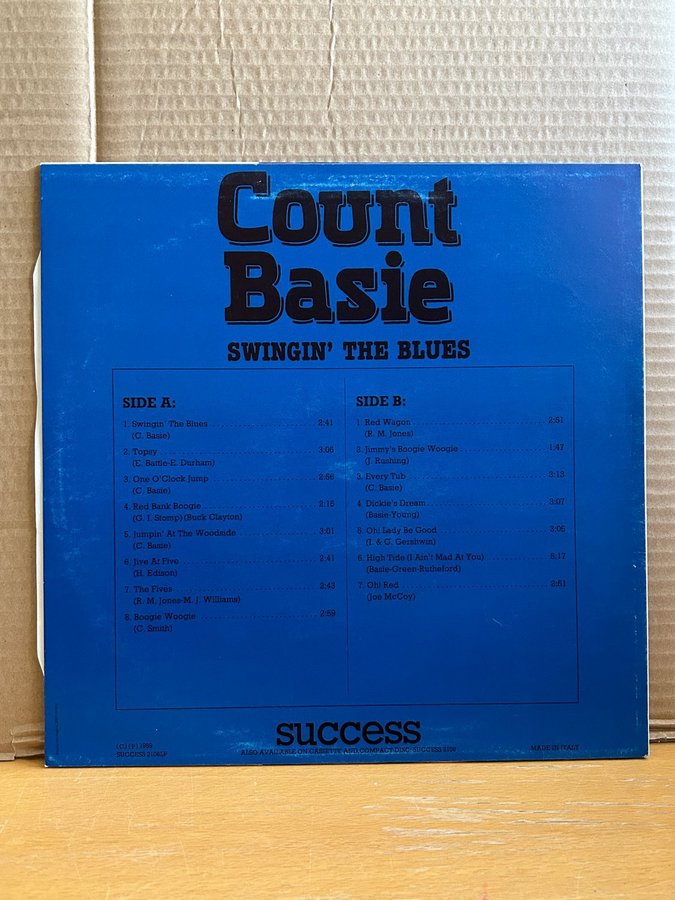 Count
Basie
SWINGIN' THE BLUES
SIDE A:
1. Swingin' The Blues 2:41
(C. Basie)
2. Topsy 3:06
(E. Battle-E. Durham)
3. One O'Clock Jump 2:56
(C. Basie)
4. Red Bank Boogie 2:16
(G. I. Stomp) (Buck Clayton)
5. Jumpin' At The Woodside 3:01
(C. Basie)
6. Jive At Five 2:41
(H. Edison)
7. The Fives 2:43
(R. M. Jones-M. J. Williams)
8. Boogie Woogie 2:59
(C. Smith)
SIDE B:
1. Red Wagon 2:51
(R. M. Jones)
2. Jimmy's Boogie Woogie 1:47
(J. Rushing)
3. Every Tub 3:13
(C. Basie)
4. Dickie's Dream 3:07
(Basie-Young)
5. Oh! Lady Be Good 3:06
(I. & G. Gershwin)
6. High Tide (I Ain't Mad At You) 5:11
(Basie-Green-Rutheford)
7. Oh! Red 2:51
(Joe McCoy)
success
ALSO AVAILABLE ON CASSETTE AND COMPACT DISC: SUCCESS
(C) (P) 1989
SUCCESS 2106LP
MADE IN ITALY